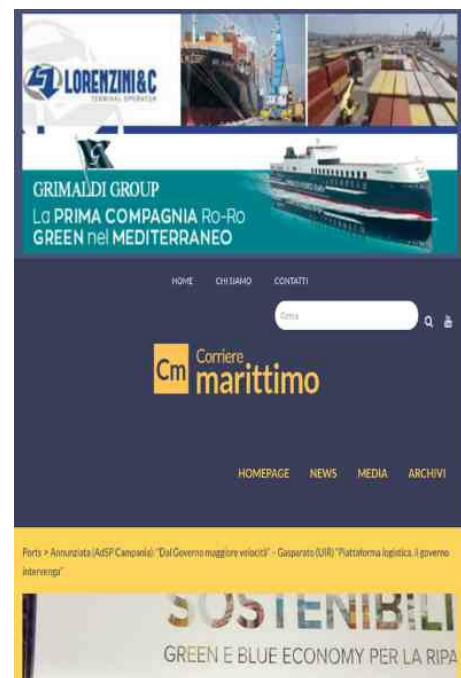 LORENZINI&C
TERMINAL OPERATOR
GRIMALDI GROUP
La PRIMA COMPAGNIA Ro-Ro
GREEN nel MEDITERRANEO
HOME CHI SIAMO CONTATTI
Cerca
Cm Corriere
marittimo
HOMEPAGE NEWS MEDIA ARCHIVI
Ports > Annunziata (AdSP Campania): "Dal Governo maggiore velocità" – Gasparato (UIR) "Piattaforma logistica, il governo
intervenga"
SOSTENIBILI
GREEN E BLUE ECONOMY PER LA RIPA